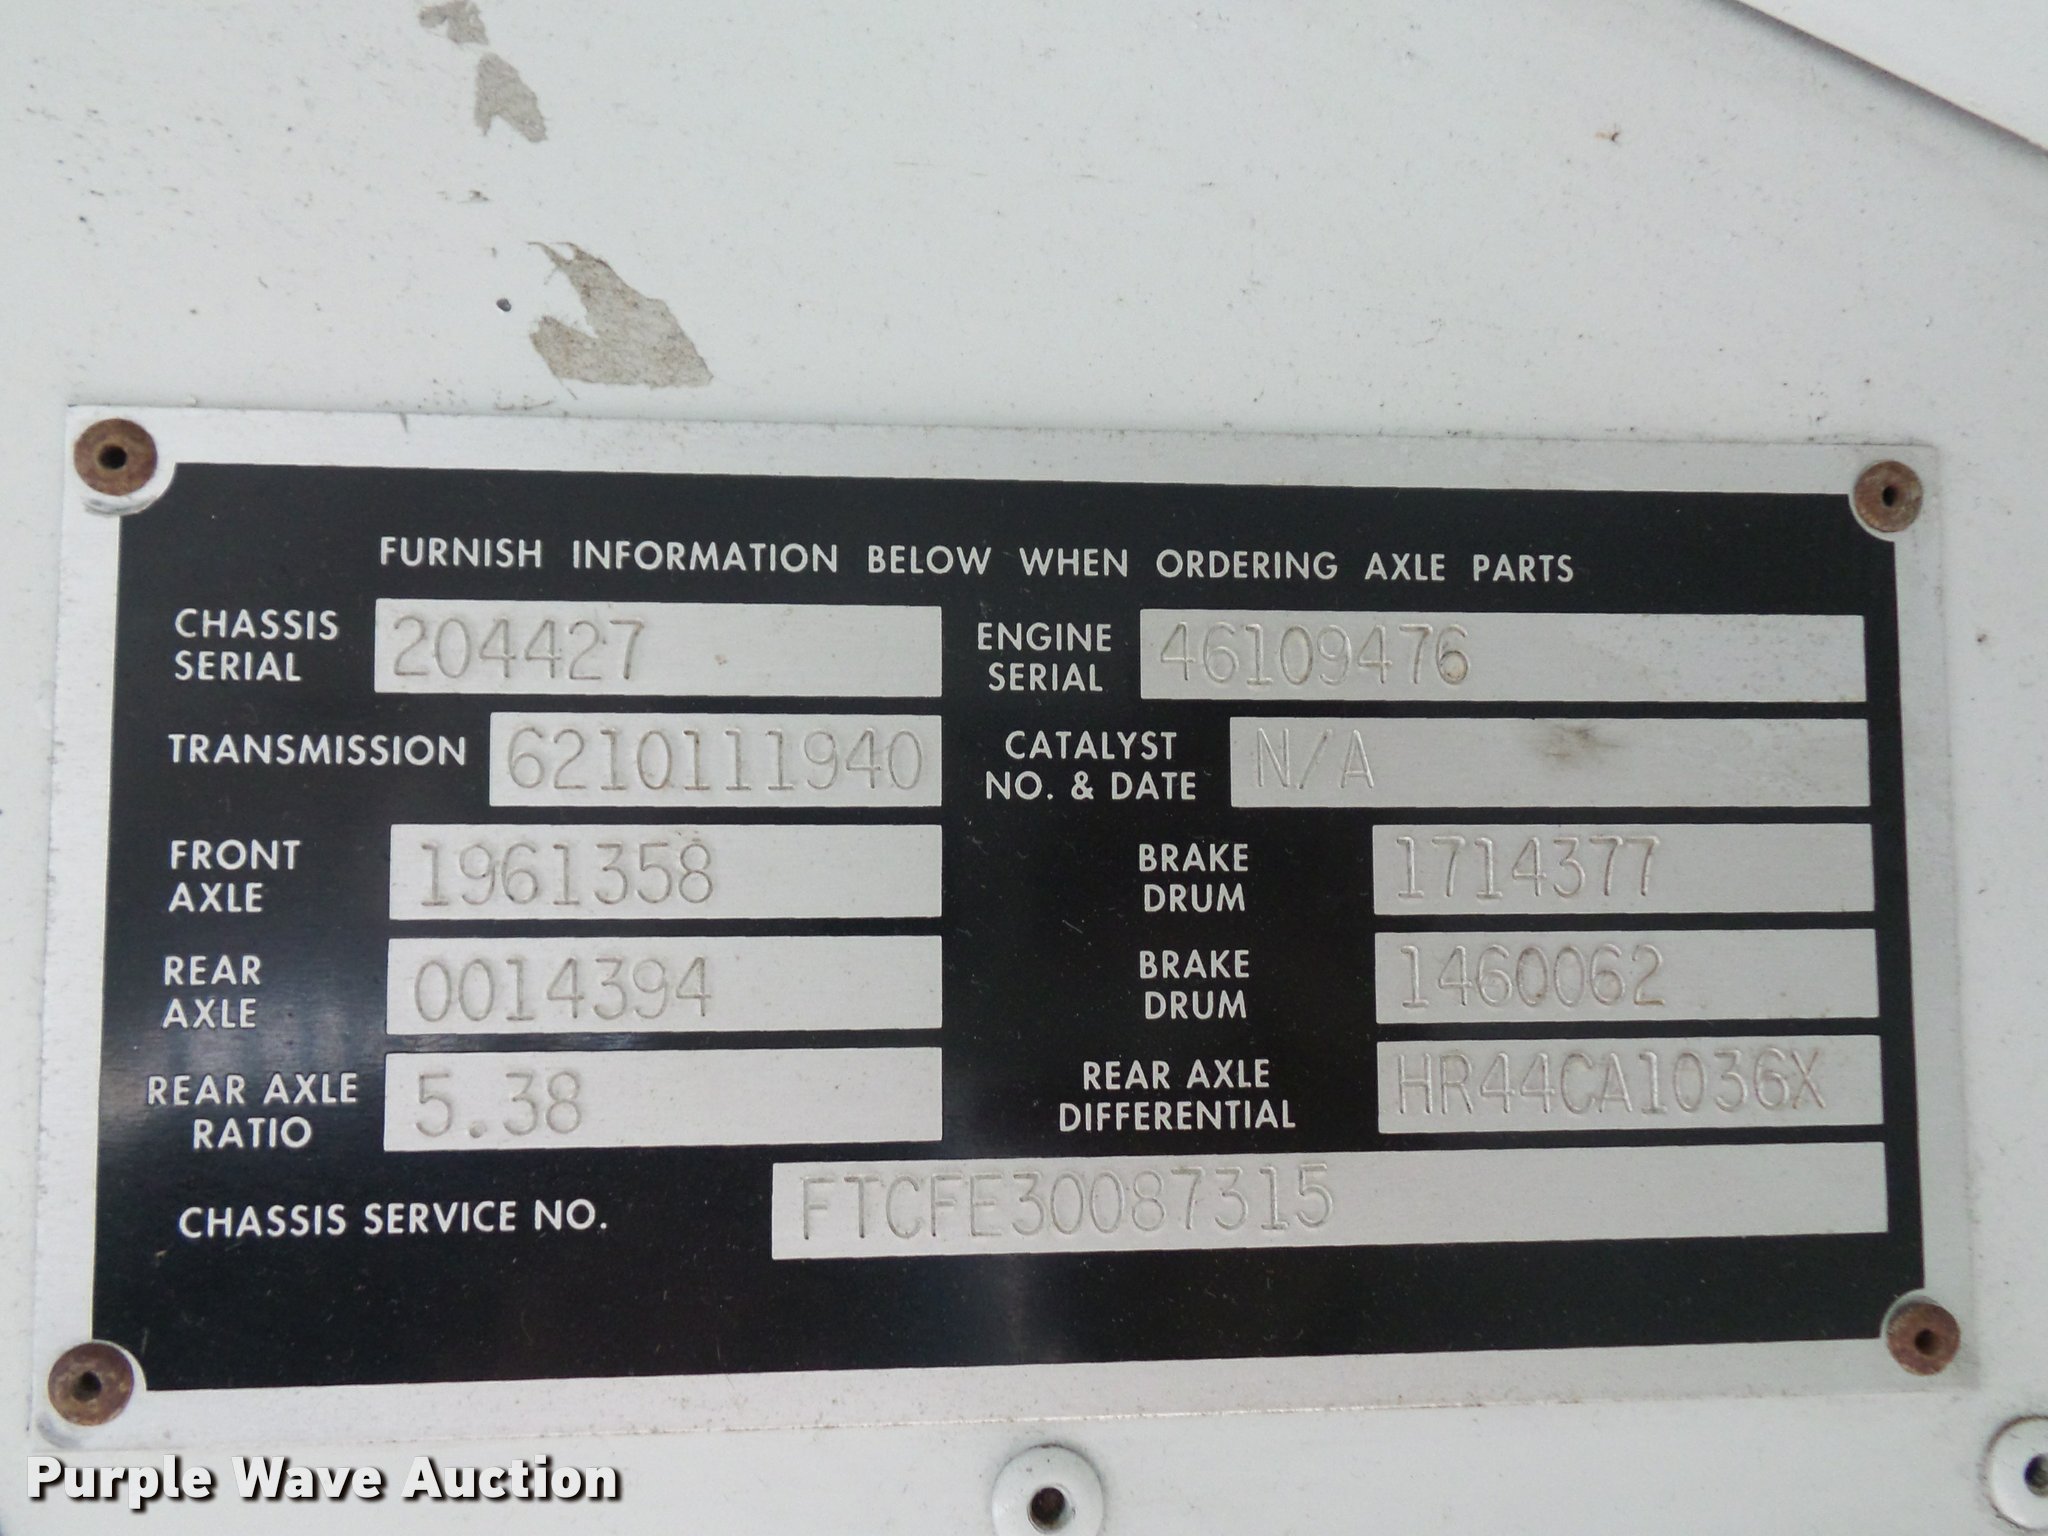 FURNISH INFORMATION BELOW WHEN ORDERING AXLE PARTS
CHASSIS SERIAL 204427
ENGINE SERIAL 46109476
TRANSMISSION 6210111940
CATALYST NO. & DATE N/A
FRONT AXLE 1961358
BRAKE DRUM 1714377
REAR AXLE 0014394
BRAKE DRUM 1460062
REAR AXLE RATIO 5.38
REAR AXLE DIFFERENTIAL HR44CA1036X
CHASSIS SERVICE NO. FTCFE30087315
Purple Wave Auction